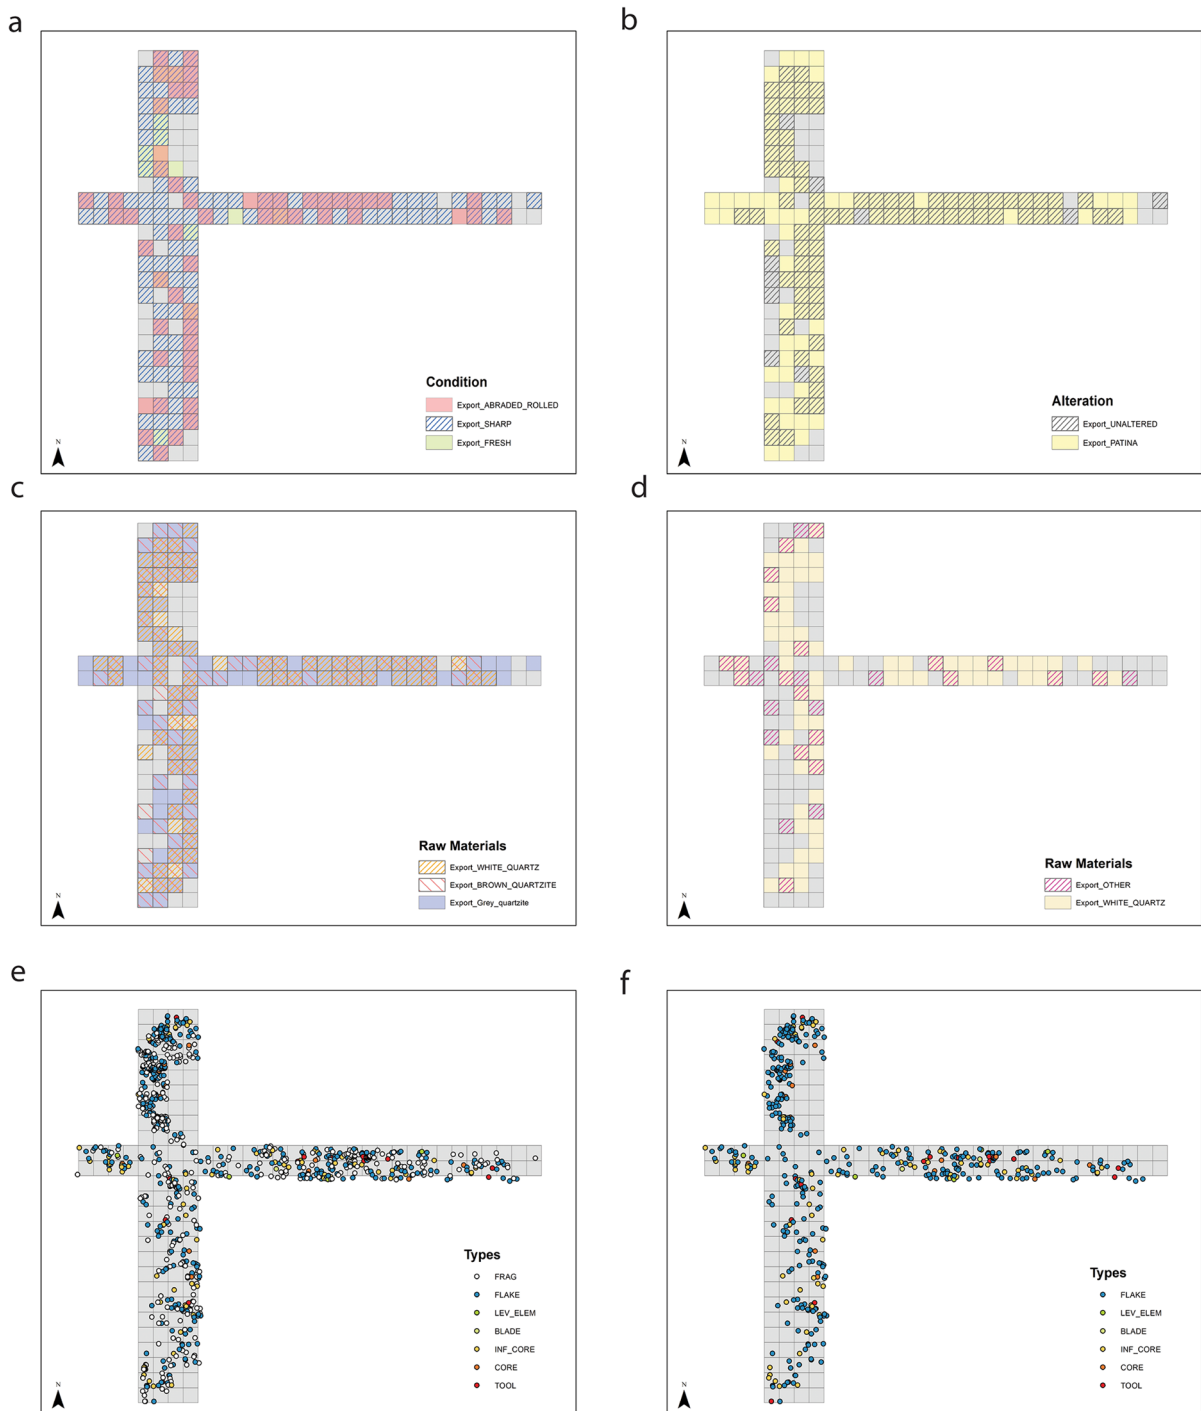 a
b
Condition
Export_ABRADED_ROLLED
Export_SHARP
Export_FRESH
N
Alteration
Export_UNALTERED
Export_PATINA
N
c
d
Raw Materials
Export_WHITE_QUARTZ
Export_BROWN_QUARTZITE
Export_Grey_quartzite
N
Raw Materials
Export_OTHER
Export_WHITE_QUARTZ
N
e
f
Types
FRAG
FLAKE
LEV_ELEM
BLADE
INF_CORE
CORE
TOOL
N
Types
FLAKE
LEV_ELEM
BLADE
INF_CORE
CORE
TOOL
N